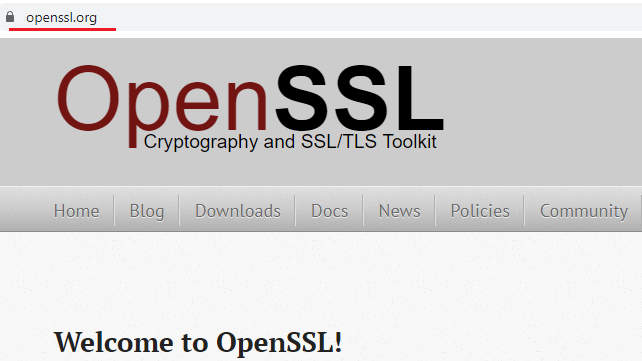 openssl.org
OpenSSL
Cryptography and SSL/TLS Toolkit
Home Blog Downloads Docs News Policies Community
Welcome to OpenSSL!